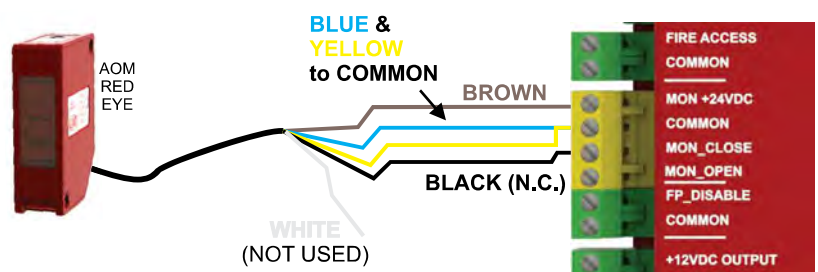 AOM
RED
EYE
BLUE &
YELLOW
to COMMON
BROWN
BLACK (N.C.)
WHITE
(NOT USED)
FIRE ACCESS
COMMON
MON +24VDC
COMMON
MON_CLOSE
MON_OPEN
FP_DISABLE
COMMON
+12VDC OUTPUT